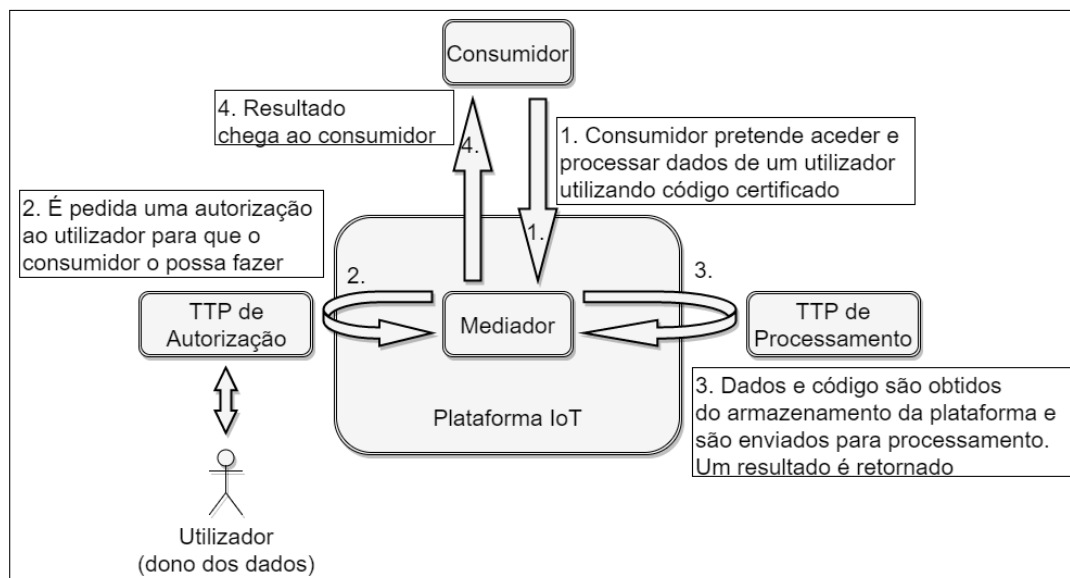 Consumidor
4. Resultado
chega ao consumidor
4.
1. Consumidor pretende aceder e
processar dados de um utilizador
utilizando código certificado
1.
2. É pedida uma autorização
ao utilizador para que o
consumidor o possa fazer
2.
3.
TTP de
Autorização
Mediador
TTP de
Processamento
Plataforma IoT
3. Dados e código são obtidos
do armazenamento da plataforma e
são enviados para processamento.
Um resultado é retornado
Utilizador
(dono dos dados)